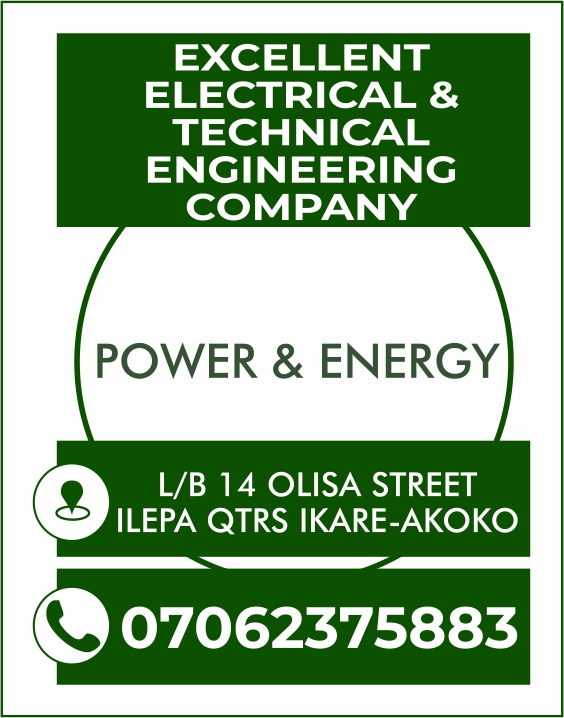 EXCELLENT
ELECTRICAL &
TECHNICAL
ENGINEERING
COMPANY
POWER & ENERGY
L/B 14 OLISA STREET
ILEPA QTRS IKARE-AKOKO
07062375883